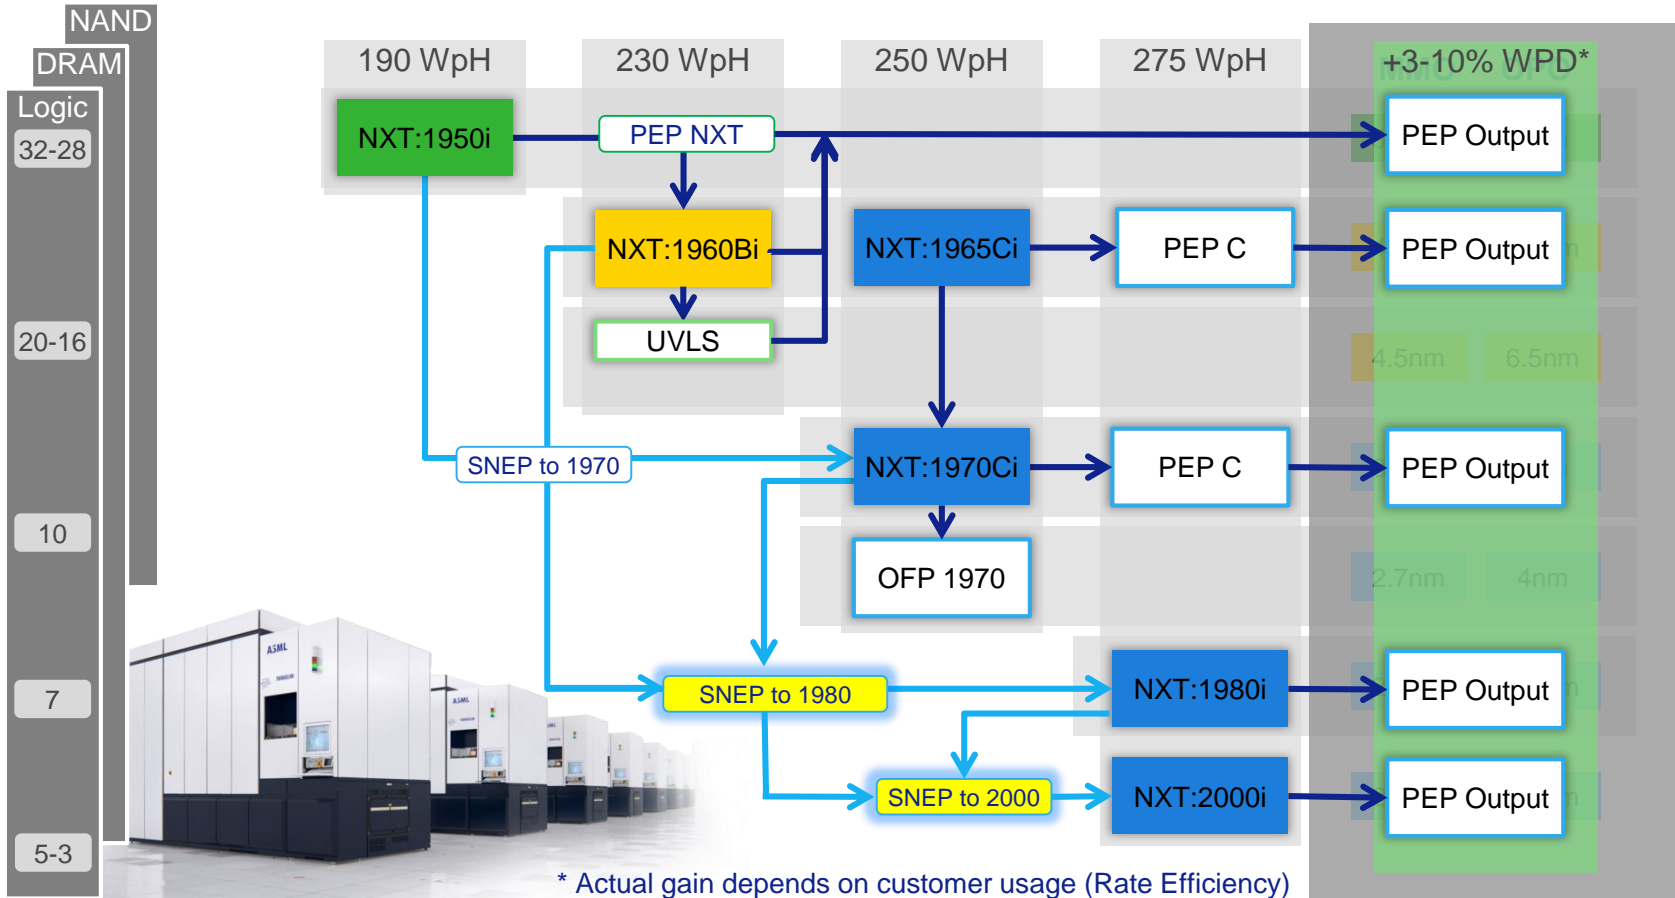 NAND
DRAM
Logic
190 WpH
230 WpH
250 WpH
275 WpH
+3-10% WPD*
32-28
NXT:1950i
PEP NXT
PEP Output
NXT:1960Bi
NXT:1965Ci
PEP C
PEP Output
20-16
UVLS
4.5nm
6.5nm
SNEP to 1970
NXT:1970Ci
PEP C
PEP Output
10
OFP 1970
2.7nm
4nm
7
SNEP to 1980
NXT:1980i
PEP Output
SNEP to 2000
NXT:2000i
PEP Output
5-3
ASML
ASML
* Actual gain depends on customer usage (Rate Efficiency)